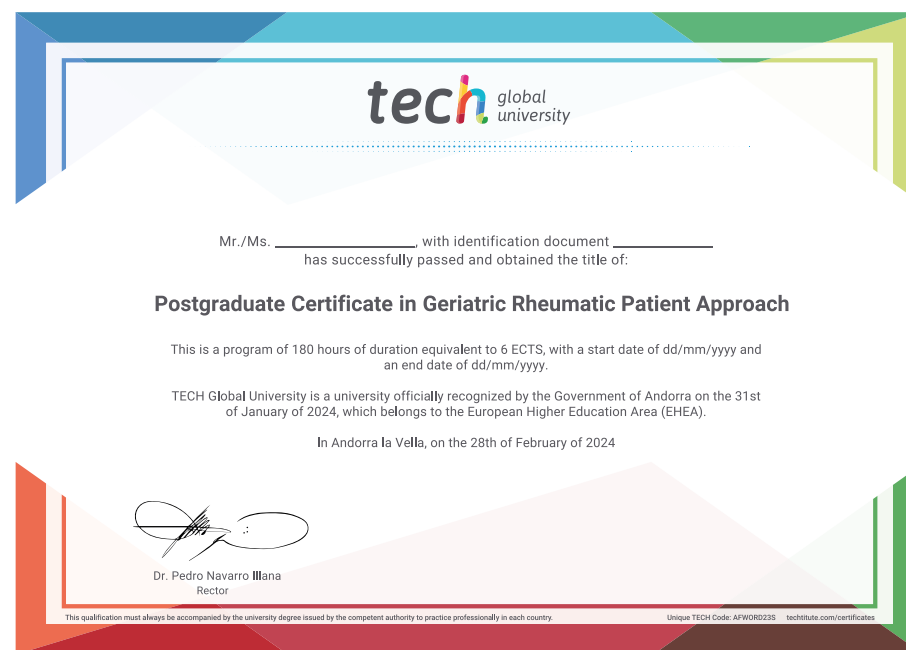 tech global university
Mr./Ms. ________________, with identification document ____________
has successfully passed and obtained the title of:
Postgraduate Certificate in Geriatric Rheumatic Patient Approach
This is a program of 180 hours of duration equivalent to 6 ECTS, with a start date of dd/mm/yyyy and
an end date of dd/mm/yyyy.
TECH Global University is a university officially recognized by the Government of Andorra on the 31st
of January of 2024, which belongs to the European Higher Education Area (EHEA).
In Andorra la Vella, on the 28th of February of 2024
Dr. Pedro Navarro Illana
Rector
This qualification must always be accompanied by the university degree issued by the competent authority to practice professionally in each country.
Unique TECH Code: AFWORD23S techtitute.com/certificates